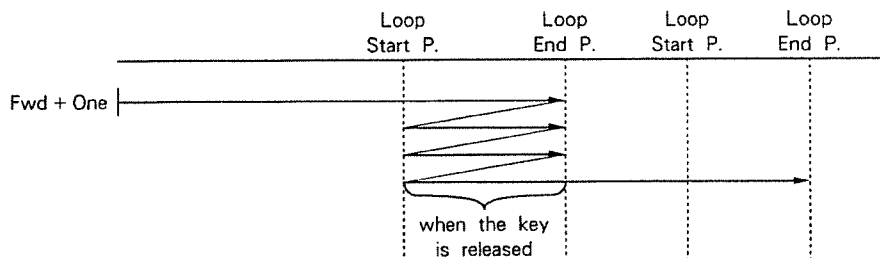 Loop Loop Loop Loop
Start P. End P. Start P. End P.
Fwd + One
when the key
is released